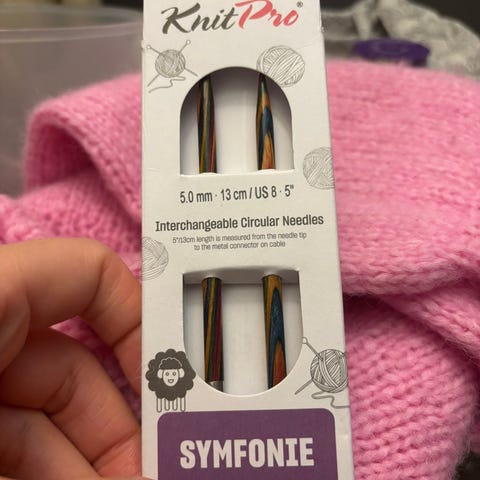 KnitPro®
5.0 mm · 13 cm / US 8 · 5"
Interchangeable Circular Needles
5"/13cm length is measured from the needle tip
to the metal connector on cable
SYMFONIE